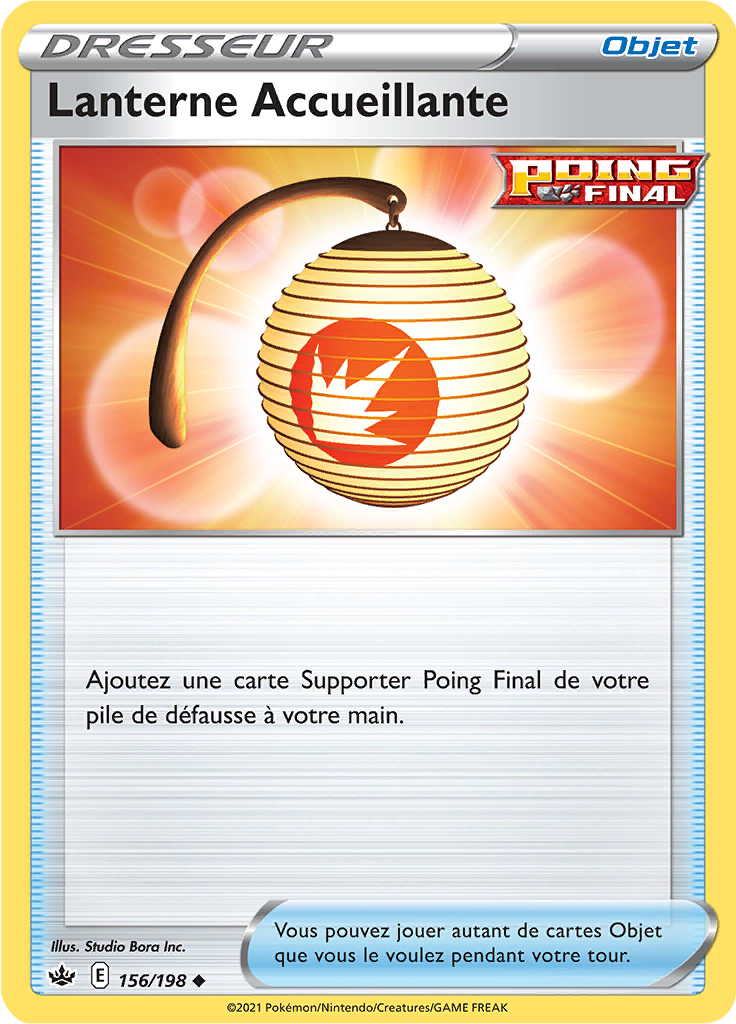 DRESSEUR
Objet
Lanterne Accueillante
POING
FINAL
Ajoutez une carte Supporter Poing Final de votre
pile de défausse à votre main.
Vous pouvez jouer autant de cartes Objet
que vous le voulez pendant votre tour.
Illus. Studio Bora Inc.
E
156/198
©2021 Pokémon/Nintendo/Creatures/GAME FREAK